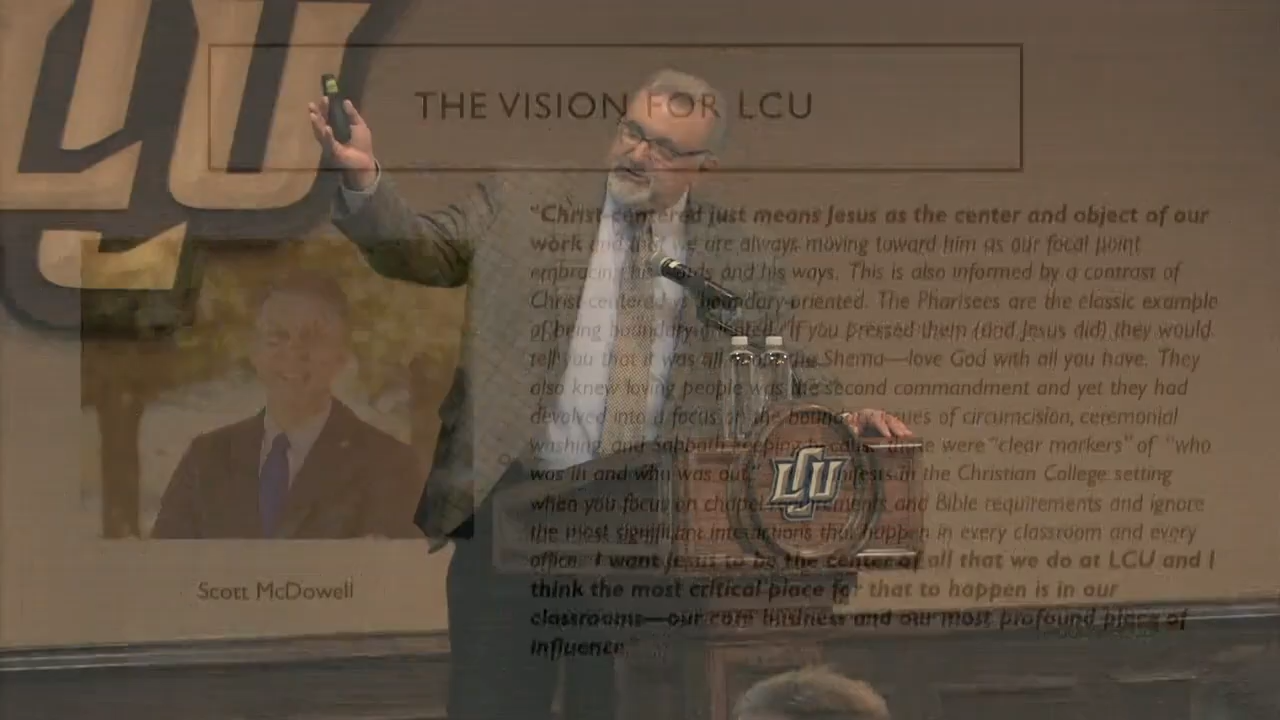 LCU
THE VISION FOR LCU
"Christ-centered just means Jesus as the center and object of our
work and that we are always moving toward him as our focal point
embracing his words and his ways. This is also informed by a contrast of
Christ-centered vs boundary-oriented. The Pharisees are the classic example
of being boundary-oriented. If you pressed them (and Jesus did) they would
tell you that it was all about the Shema—love God with all you have. They
also knew loving people was the second commandment and yet they had
devolved into a focus on the boundary issues of circumcision, ceremonial
washing and Sabbath keeping because these were "clear markers" of "who
was in and who was out." in the Christian College setting
when you focus on chapel and Bible requirements and ignore
the most significant interactions that happen in every classroom and every
office. I want Jesus to be the center of all that we do at LCU and I
think the most critical place for that to happen is in our
classrooms—our core business and our most profound place of
influence."
LCU
Scott McDowell